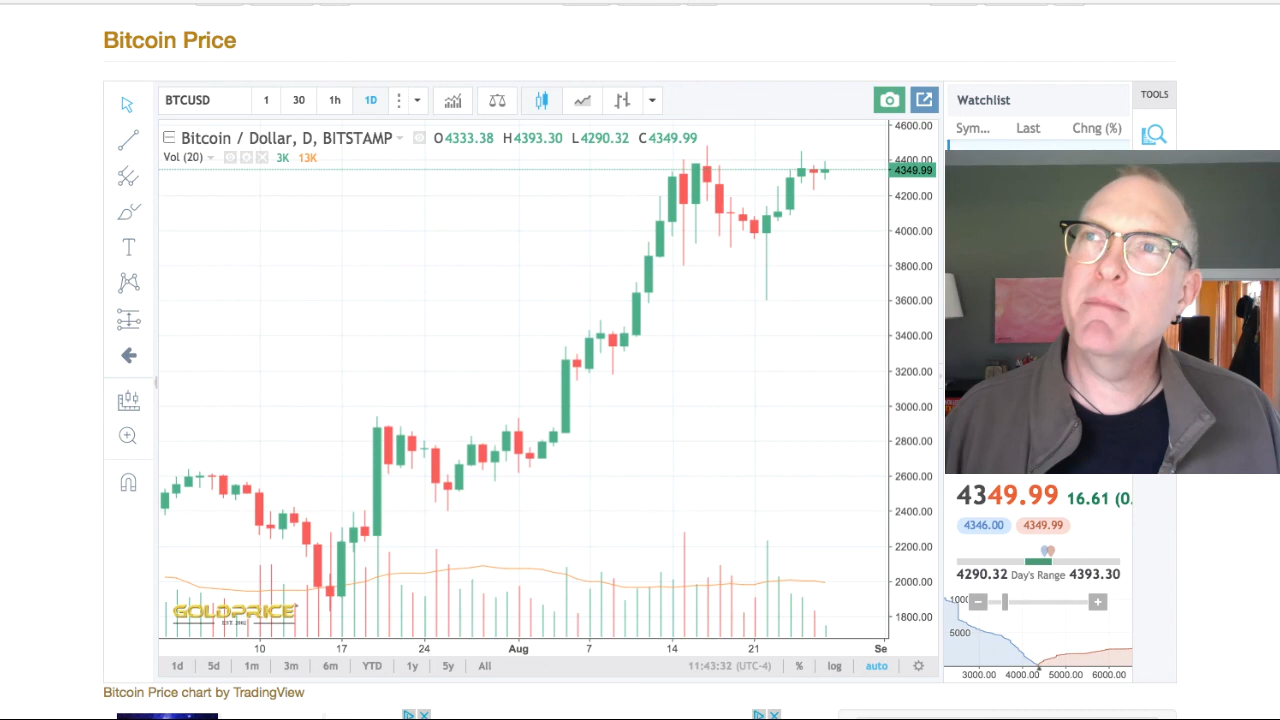 Bitcoin Price
BTCUSD 1 30 1h 1D
Watchlist
TOOLS
Sym... Last Chng (%)
Bitcoin / Dollar, D, BITSTAMP O4333.38 H4393.30 L4290.32 C4349.99
Vol (20) 3K 13K
4600.00
4400.00
4349.99
4200.00
4000.00
3800.00
3600.00
3400.00
3200.00
3000.00
2800.00
2600.00
2400.00
2200.00
2000.00
1800.00
GOLDPRICE
10 17 24 Aug 7 14 21 Se
1d 5d 1m 3m 6m YTD 1y 5y All 11:43:32 (UTC-4) % log auto
4349.99 16.61 (0.
4346.00 4349.99
4290.32 Day's Range 4393.30
5000
3000.00 4000.00 5000.00 6000.00
Bitcoin Price chart by TradingView